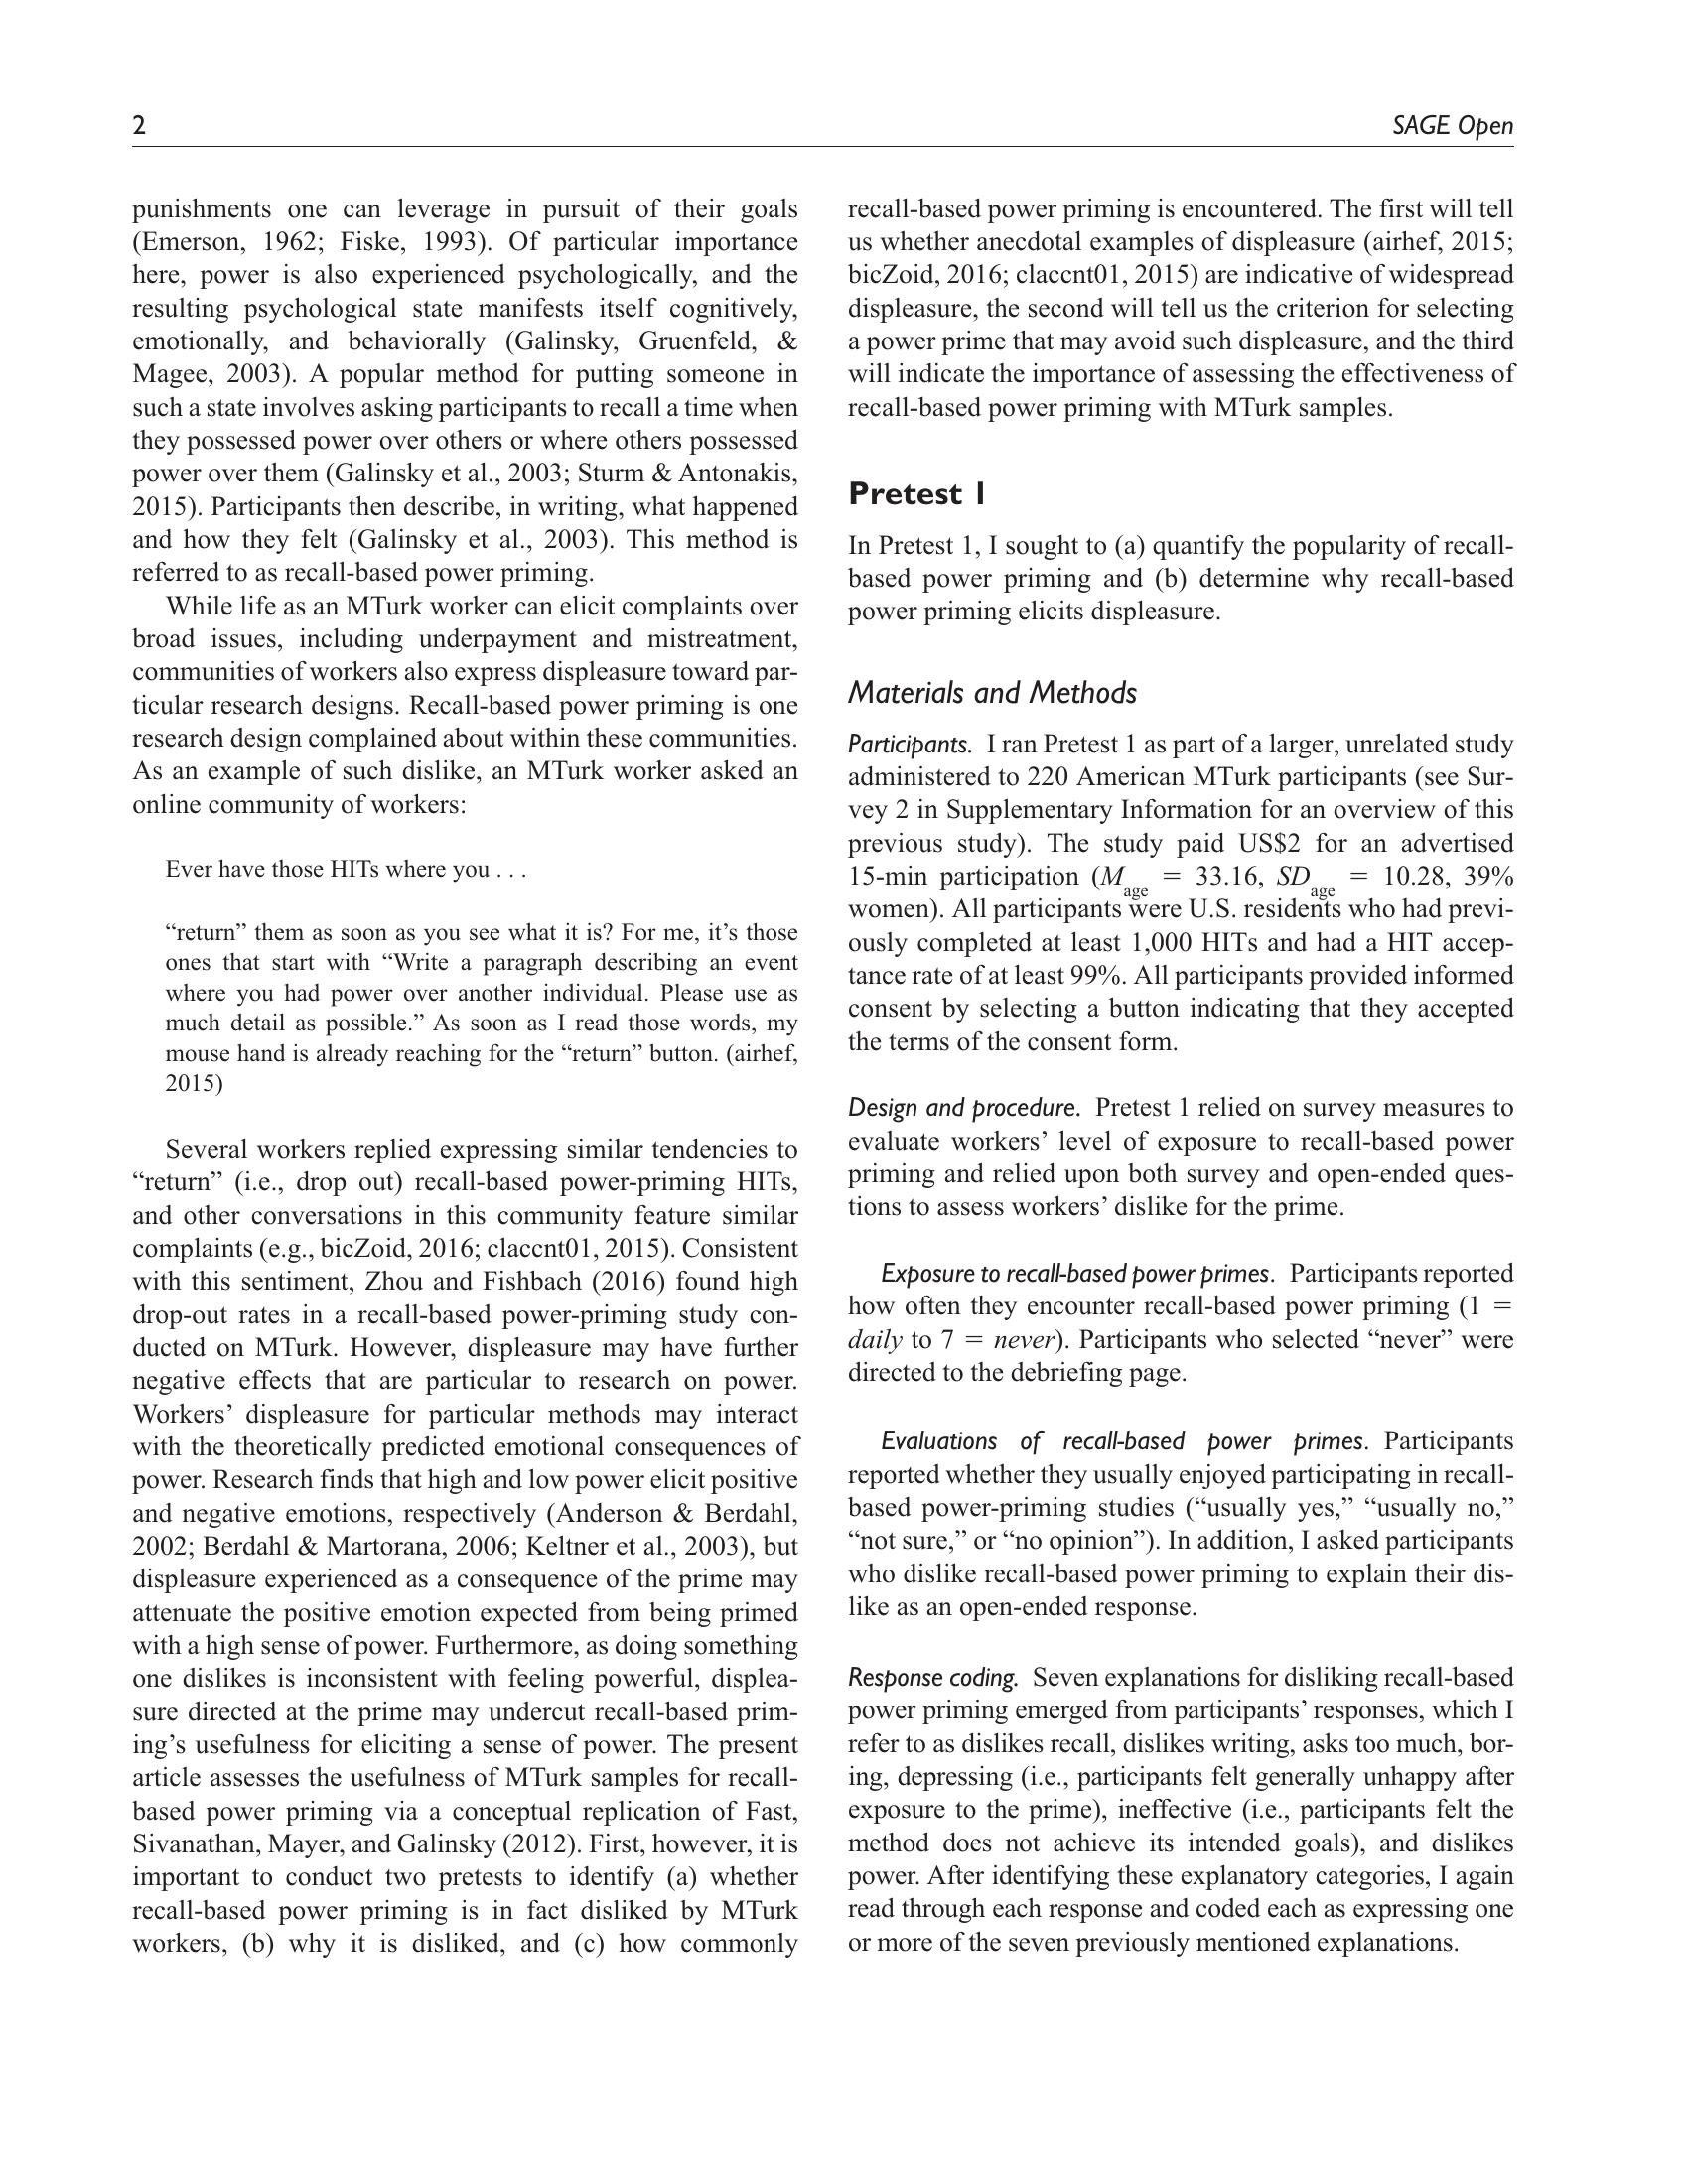 2
SAGE Open
punishments one can leverage in pursuit of their goals
(Emerson, 1962; Fiske, 1993). Of particular importance
here, power is also experienced psychologically, and the
resulting psychological state manifests itself cognitively,
emotionally, and behaviorally (Galinsky, Gruenfeld, &
Magee, 2003). A popular method for putting someone in
such a state involves asking participants to recall a time when
they possessed power over others or where others possessed
power over them (Galinsky et al., 2003; Sturm & Antonakis,
2015). Participants then describe, in writing, what happened
and how they felt (Galinsky et al., 2003). This method is
referred to as recall-based power priming.
While life as an MTurk worker can elicit complaints over
broad issues, including underpayment and mistreatment,
communities of workers also express displeasure toward par-
ticular research designs. Recall-based power priming is one
research design complained about within these communities.
As an example of such dislike, an MTurk worker asked an
online community of workers:
Ever have those HITs where you . . .
“return” them as soon as you see what it is? For me, it’s those
ones that start with “Write a paragraph describing an event
where you had power over another individual. Please use as
much detail as possible.” As soon as I read those words, my
mouse hand is already reaching for the “return” button. (airhef,
2015)
Several workers replied expressing similar tendencies to
“return” (i.e., drop out) recall-based power-priming HITs,
and other conversations in this community feature similar
complaints (e.g., bicZoid, 2016; claccnt01, 2015). Consistent
with this sentiment, Zhou and Fishbach (2016) found high
drop-out rates in a recall-based power-priming study con-
ducted on MTurk. However, displeasure may have further
negative effects that are particular to research on power.
Workers’ displeasure for particular methods may interact
with the theoretically predicted emotional consequences of
power. Research finds that high and low power elicit positive
and negative emotions, respectively (Anderson & Berdahl,
2002; Berdahl & Martorana, 2006; Keltner et al., 2003), but
displeasure experienced as a consequence of the prime may
attenuate the positive emotion expected from being primed
with a high sense of power. Furthermore, as doing something
one dislikes is inconsistent with feeling powerful, displea-
sure directed at the prime may undercut recall-based prim-
ing’s usefulness for eliciting a sense of power. The present
article assesses the usefulness of MTurk samples for recall-
based power priming via a conceptual replication of Fast,
Sivanathan, Mayer, and Galinsky (2012). First, however, it is
important to conduct two pretests to identify (a) whether
recall-based power priming is in fact disliked by MTurk
workers, (b) why it is disliked, and (c) how commonly
recall-based power priming is encountered. The first will tell
us whether anecdotal examples of displeasure (airhef, 2015;
bicZoid, 2016; claccnt01, 2015) are indicative of widespread
displeasure, the second will tell us the criterion for selecting
a power prime that may avoid such displeasure, and the third
will indicate the importance of assessing the effectiveness of
recall-based power priming with MTurk samples.
Pretest 1
In Pretest 1, I sought to (a) quantify the popularity of recall-
based power priming and (b) determine why recall-based
power priming elicits displeasure.
Materials and Methods
Participants. I ran Pretest 1 as part of a larger, unrelated study
administered to 220 American MTurk participants (see Sur-
vey 2 in Supplementary Information for an overview of this
previous study). The study paid US$2 for an advertised
15-min participation (M age = 33.16, SD age = 10.28, 39%
women). All participants were U.S. residents who had previ-
ously completed at least 1,000 HITs and had a HIT accep-
tance rate of at least 99%. All participants provided informed
consent by selecting a button indicating that they accepted
the terms of the consent form.
Design and procedure. Pretest 1 relied on survey measures to
evaluate workers’ level of exposure to recall-based power
priming and relied upon both survey and open-ended ques-
tions to assess workers’ dislike for the prime.
Exposure to recall-based power primes. Participants reported
how often they encounter recall-based power priming (1 =
daily to 7 = never). Participants who selected “never” were
directed to the debriefing page.
Evaluations of recall-based power primes. Participants
reported whether they usually enjoyed participating in recall-
based power-priming studies (“usually yes,” “usually no,”
“not sure,” or “no opinion”). In addition, I asked participants
who dislike recall-based power priming to explain their dis-
like as an open-ended response.
Response coding. Seven explanations for disliking recall-based
power priming emerged from participants’ responses, which I
refer to as dislikes recall, dislikes writing, asks too much, bor-
ing, depressing (i.e., participants felt generally unhappy after
exposure to the prime), ineffective (i.e., participants felt the
method does not achieve its intended goals), and dislikes
power. After identifying these explanatory categories, I again
read through each response and coded each as expressing one
or more of the seven previously mentioned explanations.